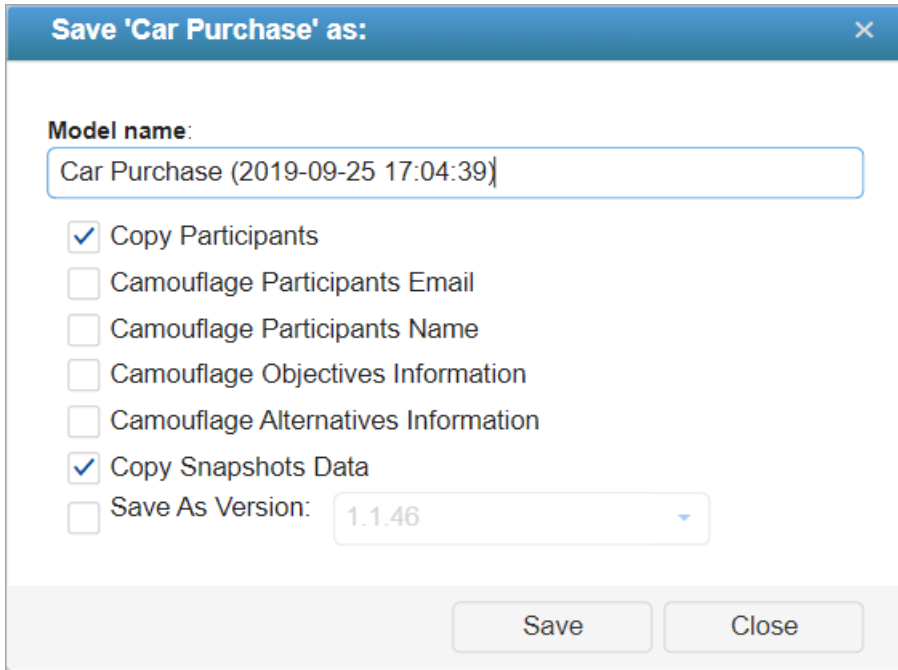 Save 'Car Purchase' as:
Model name:
Car Purchase (2019-09-25 17:04:39)
Copy Participants
Camouflage Participants Email
Camouflage Participants Name
Camouflage Objectives Information
Camouflage Alternatives Information
Copy Snapshots Data
Save As Version: 1.1.46
Save Close